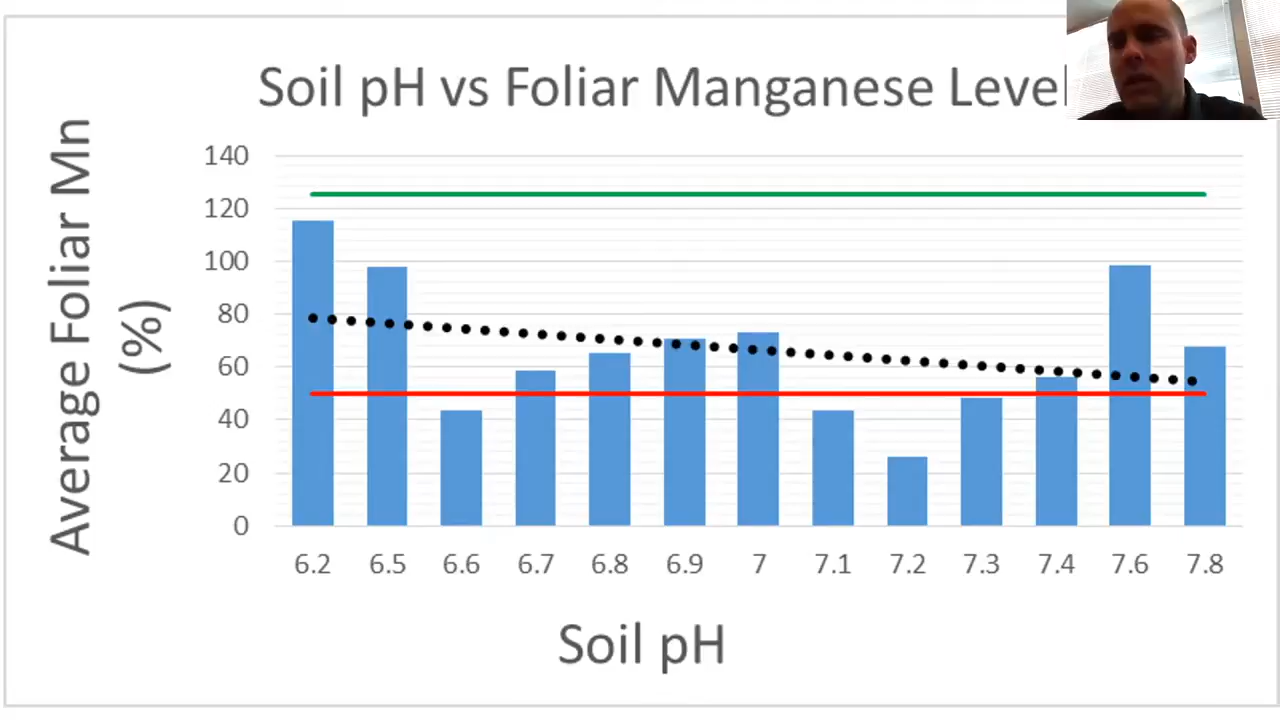 Soil pH vs Foliar Manganese Level
Average Foliar Mn
(%)
140
120
100
80
60
40
20
0
6.2 6.5 6.6 6.7 6.8 6.9 7 7.1 7.2 7.3 7.4 7.6 7.8
Soil pH